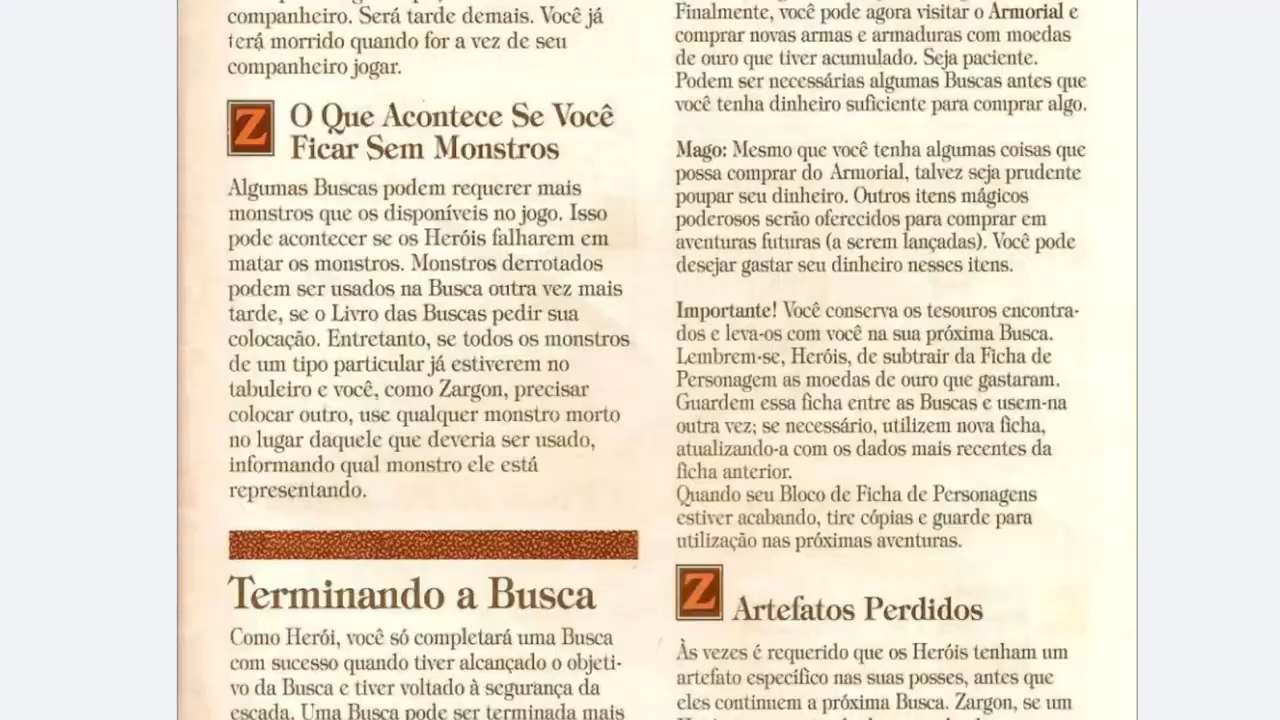 companheiro. Será tarde demais. Você já
terá morrido quando for a vez de seu
companheiro jogar.
Z
O Que Acontece Se Você
Ficar Sem Monstros
Algumas Buscas podem requerer mais
monstros que os disponíveis no jogo. Isso
pode acontecer se os Heróis falharem em
matar os monstros. Monstros derrotados
podem ser usados na Busca outra vez mais
tarde, se o Livro das Buscas pedir sua
colocação. Entretanto, se todos os monstros
de um tipo particular já estiverem no
tabuleiro e você, como Zargon, precisar
colocar outro, use qualquer monstro morto
no lugar daquele que deveria ser usado,
informando qual monstro ele está
representando.
Terminando a Busca
Como Herói, você só completará uma Busca
com sucesso quando tiver alcançado o objeti-
vo da Busca e tiver voltado à segurança da
escada. Uma Busca pode ser terminada mais
Finalmente, você pode agora visitar o Armorial e
comprar novas armas e armaduras com moedas
de ouro que tiver acumulado. Seja paciente.
Podem ser necessárias algumas Buscas antes que
você tenha dinheiro suficiente para comprar algo.
Mago: Mesmo que você tenha algumas coisas que
possa comprar do Armorial, talvez seja prudente
poupar seu dinheiro. Outros itens mágicos
poderosos serão oferecidos para comprar em
aventuras futuras (a serem lançadas). Você pode
desejar gastar seu dinheiro nesses itens.
Importante! Você conserva os tesouros encontra-
dos e leva-os com você na sua próxima Busca.
Lembrem-se, Heróis, de subtrair da Ficha de
Personagem as moedas de ouro que gastaram.
Guardem essa ficha entre as Buscas e usem-na
outra vez; se necessário, utilizem nova ficha,
atualizando-a com os dados mais recentes da
ficha anterior.
Quando seu Bloco de Ficha de Personagens
estiver acabando, tire cópias e guarde para
utilização nas próximas aventuras.
Z
Artefatos Perdidos
Às vezes é requerido que os Heróis tenham um
artefato específico nas suas posses, antes que
eles continuem a próxima Busca. Zargon, se um